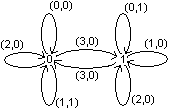 (0,0) (0,1)
(2,0) (3,0) (1,0)
0 1
(3,0)
(1,1) (2,0)